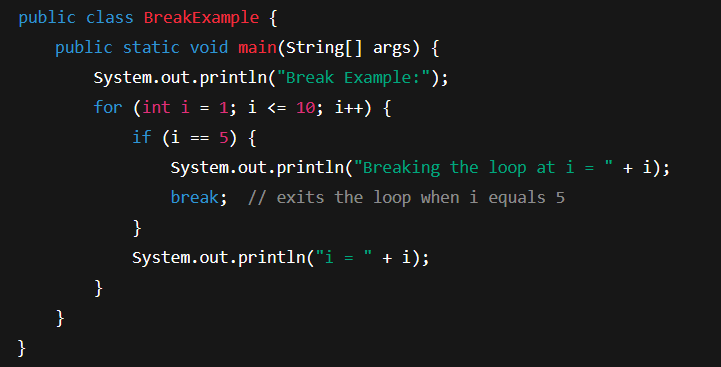 public class BreakExample {
    public static void main(String[] args) {
        System.out.println("Break Example:");
        for (int i = 1; i <= 10; i++) {
            if (i == 5) {
                System.out.println("Breaking the loop at i = " + i);
                break;  // exits the loop when i equals 5
            }
            System.out.println("i = " + i);
        }
    }
}